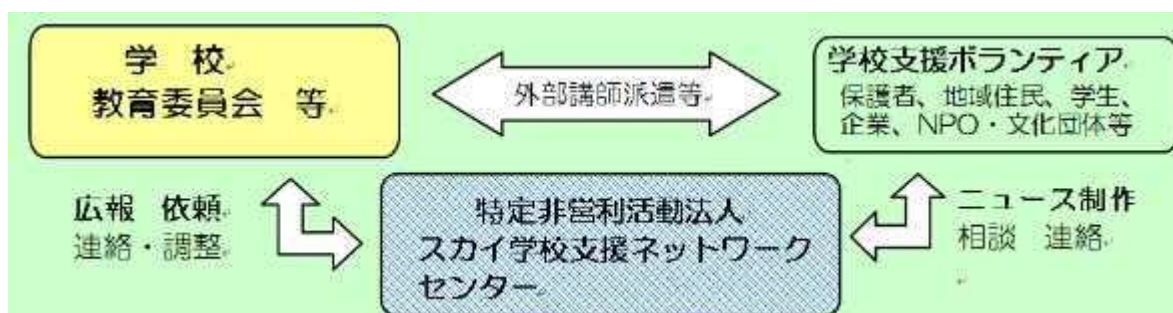 学 校
教育委員会 等
外部講師派遣等
学校支援ボランティア
保護者、地域住民、学生、
企業、NPO・文化団体等
広報 依頼
連絡・調整
特定非営利活動法人
スカイ学校支援ネットワーク
センター
ニュース制作
相談 連絡